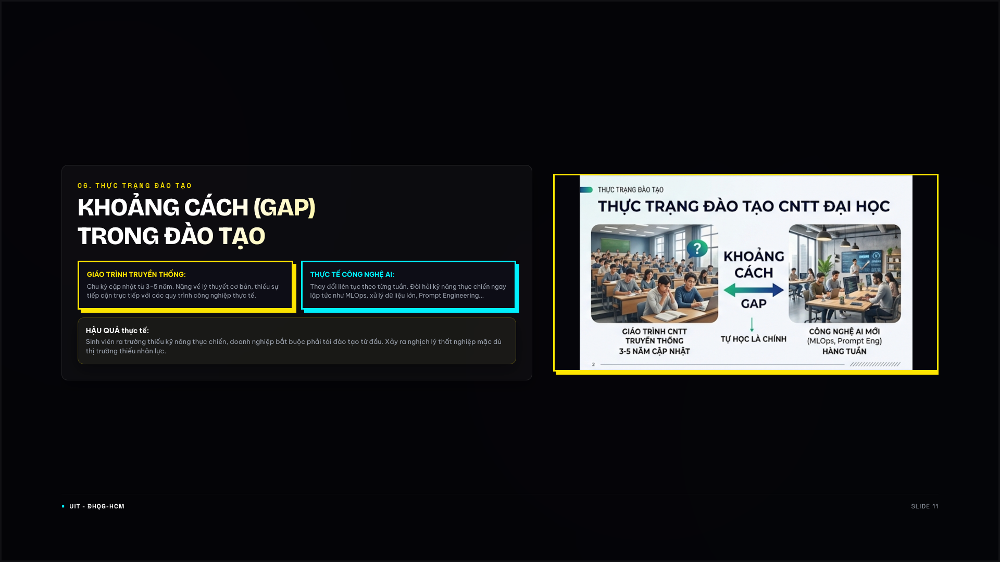 06. THỰC TRẠNG ĐÀO TẠO
KHOẢNG CÁCH (GAP)
TRONG ĐÀO TẠO
GIÁO TRÌNH TRUYỀN THỐNG:
Chu kỳ cập nhật từ 3-5 năm. Nặng về lý thuyết cơ bản, thiếu sự
tiếp cận trực tiếp với các quy trình công nghiệp thực tế.
THỰC TẾ CÔNG NGHỆ AI:
Thay đổi liên tục theo từng tuần. Đòi hỏi kỹ năng thực chiến ngay
lập tức như MLOps, xử lý dữ liệu lớn, Prompt Engineering...
HẬU QUẢ thực tế:
Sinh viên ra trường thiếu kỹ năng thực chiến, doanh nghiệp bắt buộc phải tái đào tạo từ đầu. Xảy ra nghịch lý thất nghiệp mặc dù
thị trường thiếu nhân lực.
THỰC TRẠNG ĐÀO TẠO
THỰC TRẠNG ĐÀO TẠO CNTT ĐẠI HỌC
?
KHOẢNG
CÁCH
GAP
TỰ HỌC LÀ CHÍNH
GIÁO TRÌNH CNTT
TRUYỀN THỐNG
3-5 NĂM CẬP NHẬT
CÔNG NGHỆ AI MỚI
(MLOps, Prompt Eng)
HÀNG TUẦN
2
UIT - ĐHQG-HCM
SLIDE 11